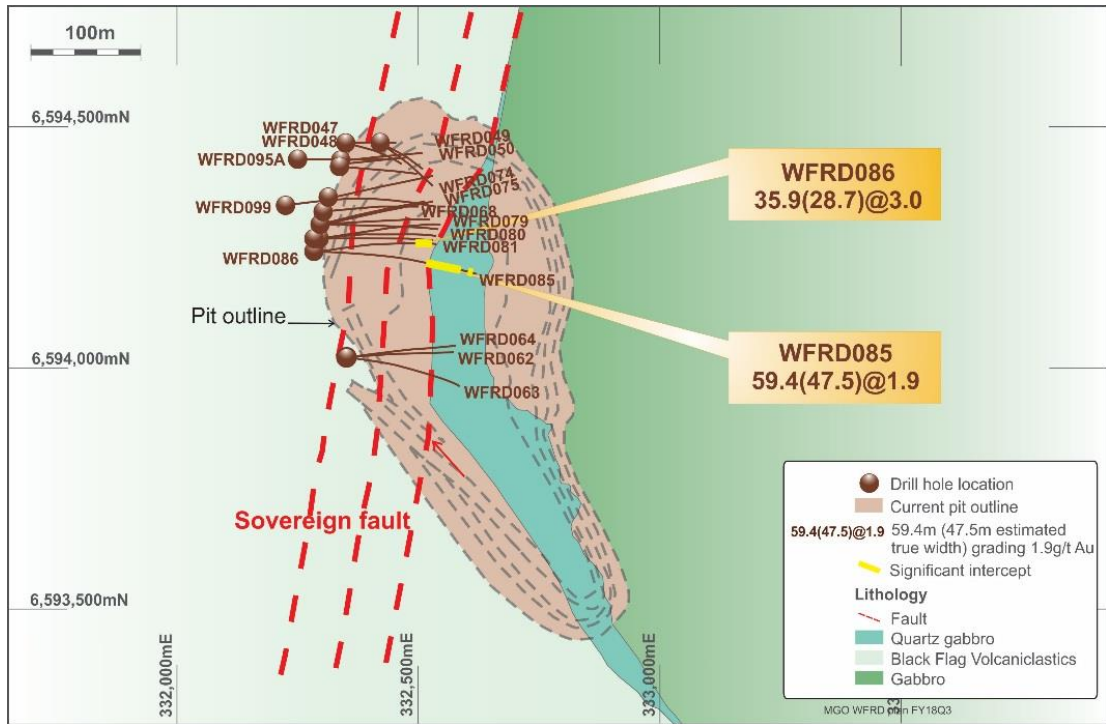 100m
6,594,500mN
WFRD047
WFRD048
WFRD049
WFRD050
WFRD095A
WFRD074
WFRD075
WFRD099
WFRD068
WFRD079
WFRD080
WFRD081
WFRD086
WFRD085
WFRD086
35.9(28.7)@3.0
Pit outline
WFRD064
WFRD062
WFRD063
6,594,000mN
WFRD085
59.4(47.5)@1.9
Sovereign fault
6,593,500mN
332,000mE
332,500mE
333,000mE
Drill hole location
Current pit outline
59.4(47.5)@1.9 59.4m (47.5m estimated
true width) grading 1.9g/t Au
Significant intercept
Lithology
Fault
Quartz gabbro
Black Flag Volcaniclastics
Gabbro
MGO WFRD FY18Q3